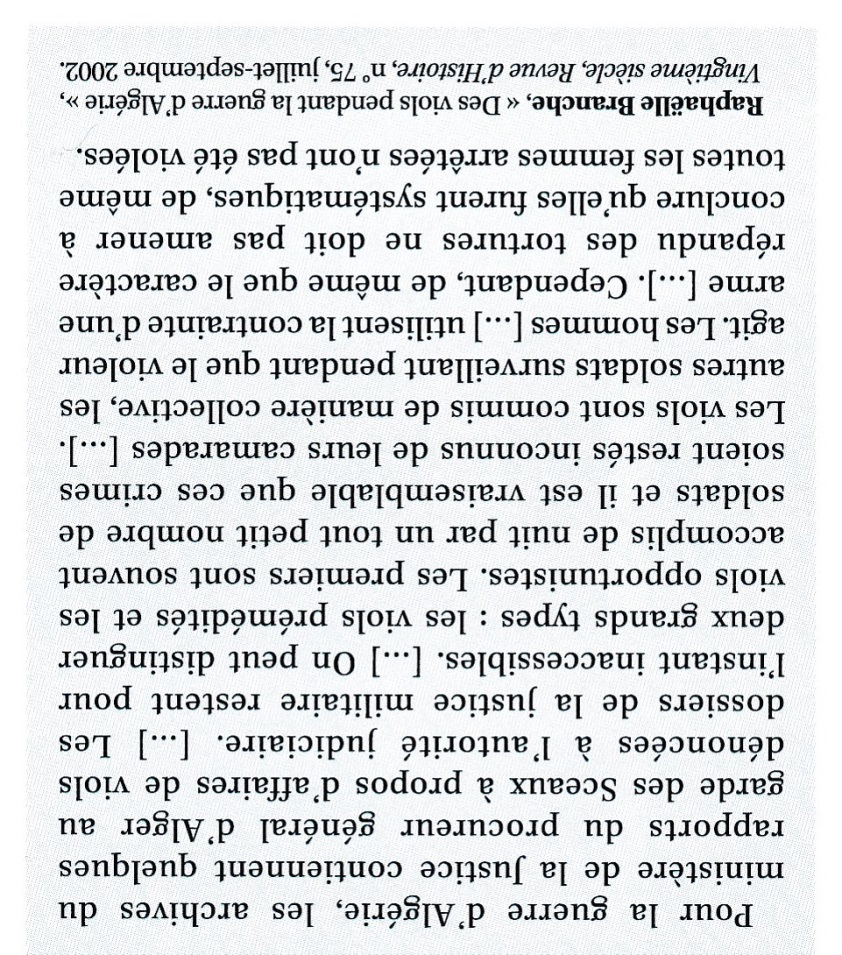 Pour la guerre d'Algérie, les archives du
ministère de la Justice contiennent quelques
rapports du procureur général d'Alger au
garde des Sceaux à propos d'affaires de viols
dénoncées à l'autorité judiciaire. [...] Les
dossiers de la justice militaire restent pour
l'instant inaccessibles. [...] On peut distinguer
deux grands types : les viols prémédités et les
viols opportunistes. Les premiers sont souvent
accomplis de nuit par un tout petit nombre de
soldats et il est vraisemblable que ces crimes
soient restés inconnus de leurs camarades [...].
Les viols sont commis de manière collective, les
autres soldats surveillant pendant que le violeur
agit. Les hommes [...] utilisent la contrainte d'une
arme [...]. Cependant, de même que le caractère
répandu des tortures ne doit pas amener à
conclure qu'elles furent systématiques, de même
toutes les femmes arrêtées n'ont pas été violées.
Raphaëlle Branche, « Des viols pendant la guerre d'Algérie »,
Vingtième siècle, Revue d'Histoire, n° 75, juillet-septembre 2002.